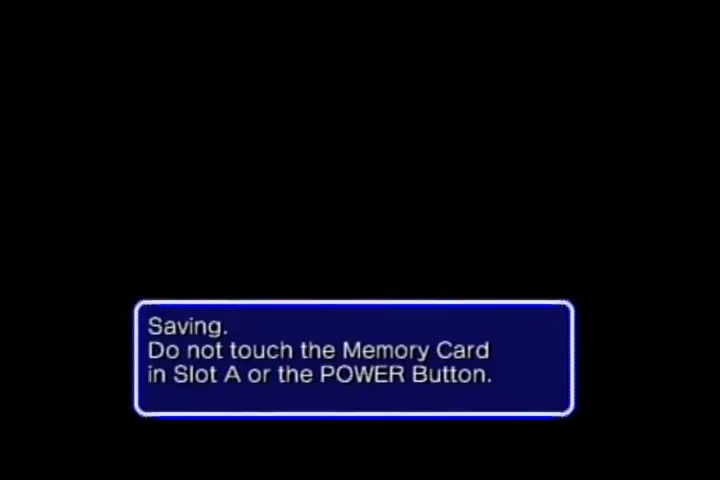 Saving.
Do not touch the Memory Card
in Slot A or the POWER Button.